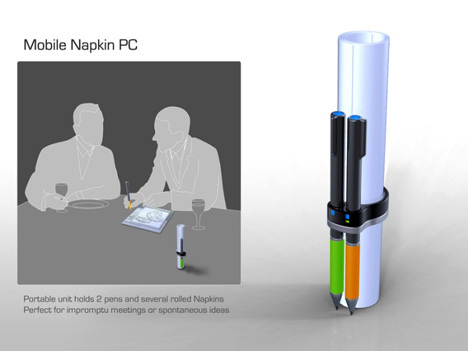 Mobile Napkin PC
Portable unit holds 2 pens and several rolled Napkins
Perfect for impromptu meetings or spontaneous ideas